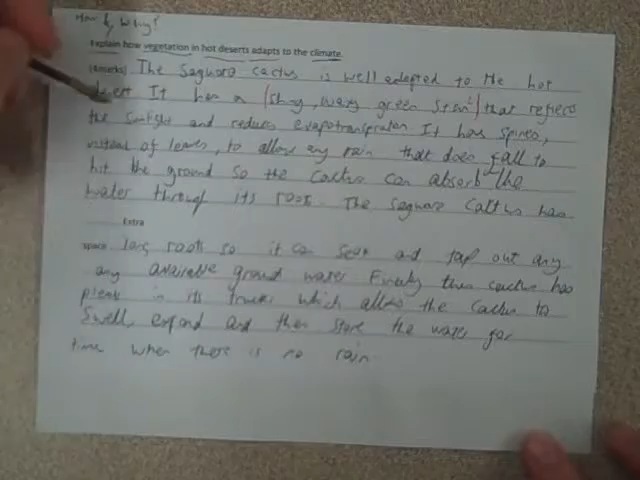 How & Why?
Explain how vegetation in hot deserts adapts to the climate.
The Saguaro cactus is well adapted to the hot
desert It has a (shiny, waxy green stem) that reflects
the sunlight and reduces evapotranspiration It has spines,
instead of leaves, to allow any rain that does fall to
hit the ground so the cactus can absorb the
water through its roots. The saguaro cactus has
Extra
space long roots so it can seek and tap out any
any available ground water Finally this cactus has
pleats in its trunk which allows the cactus to
Swell, expand and then store the water for
time when there is no rain